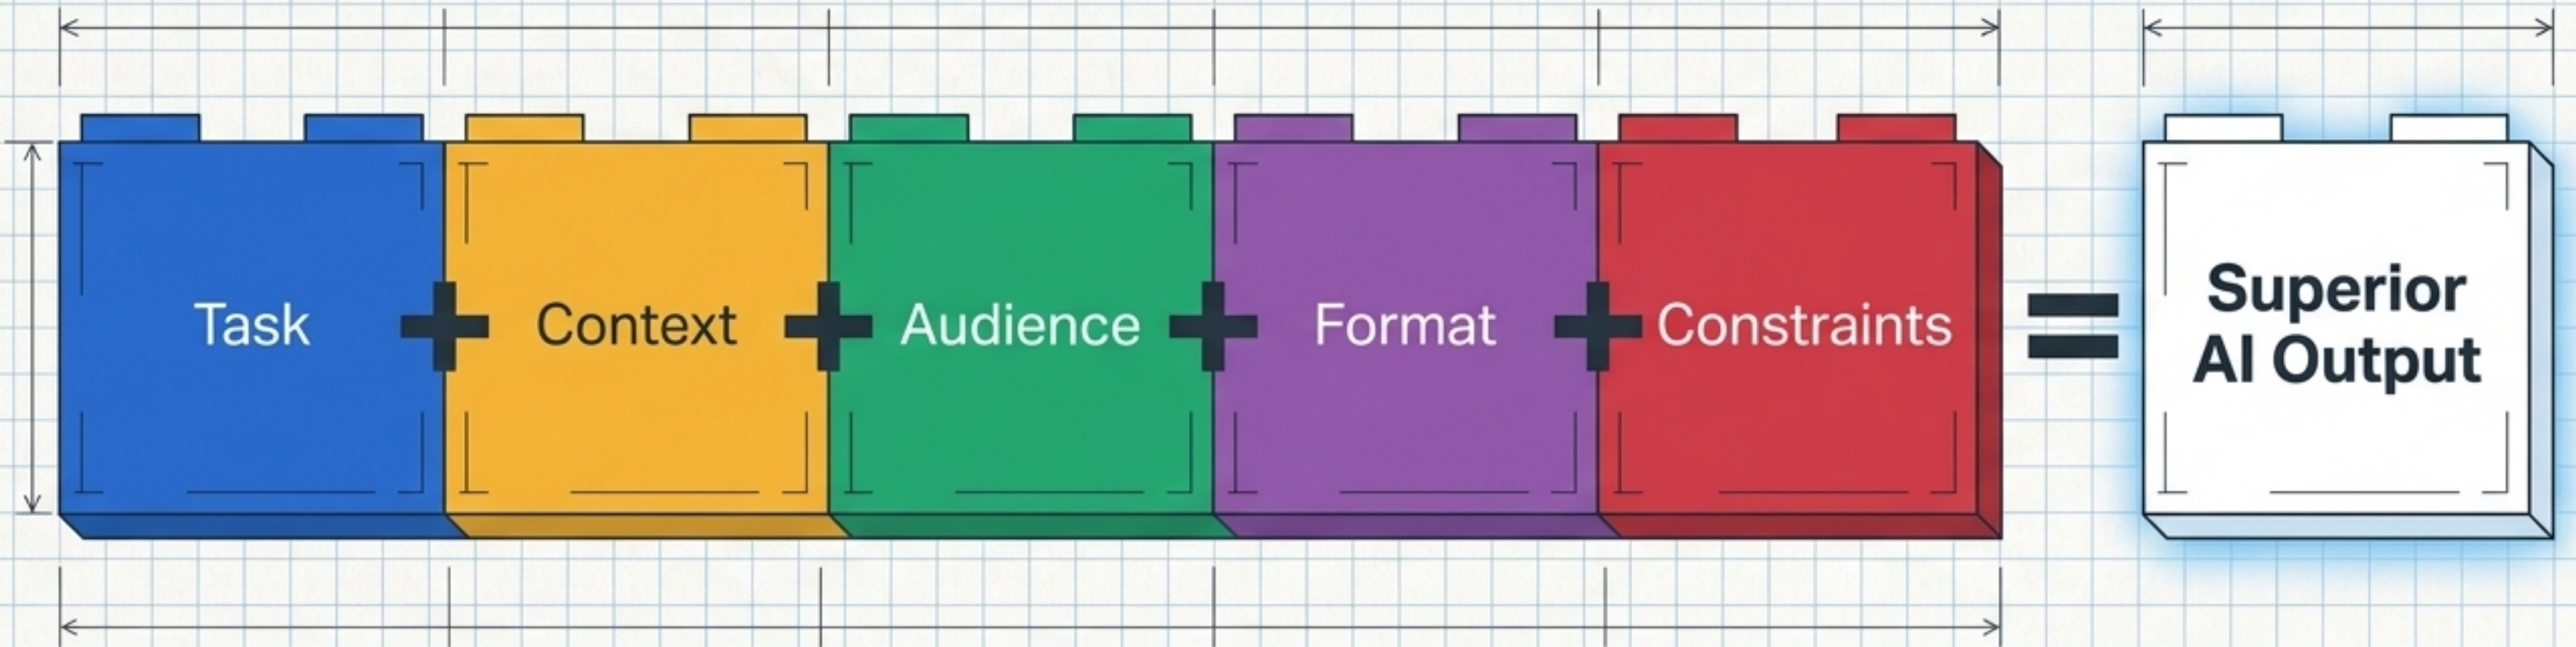 Task + Context + Audience + Format + Constraints = Superior
AI Output